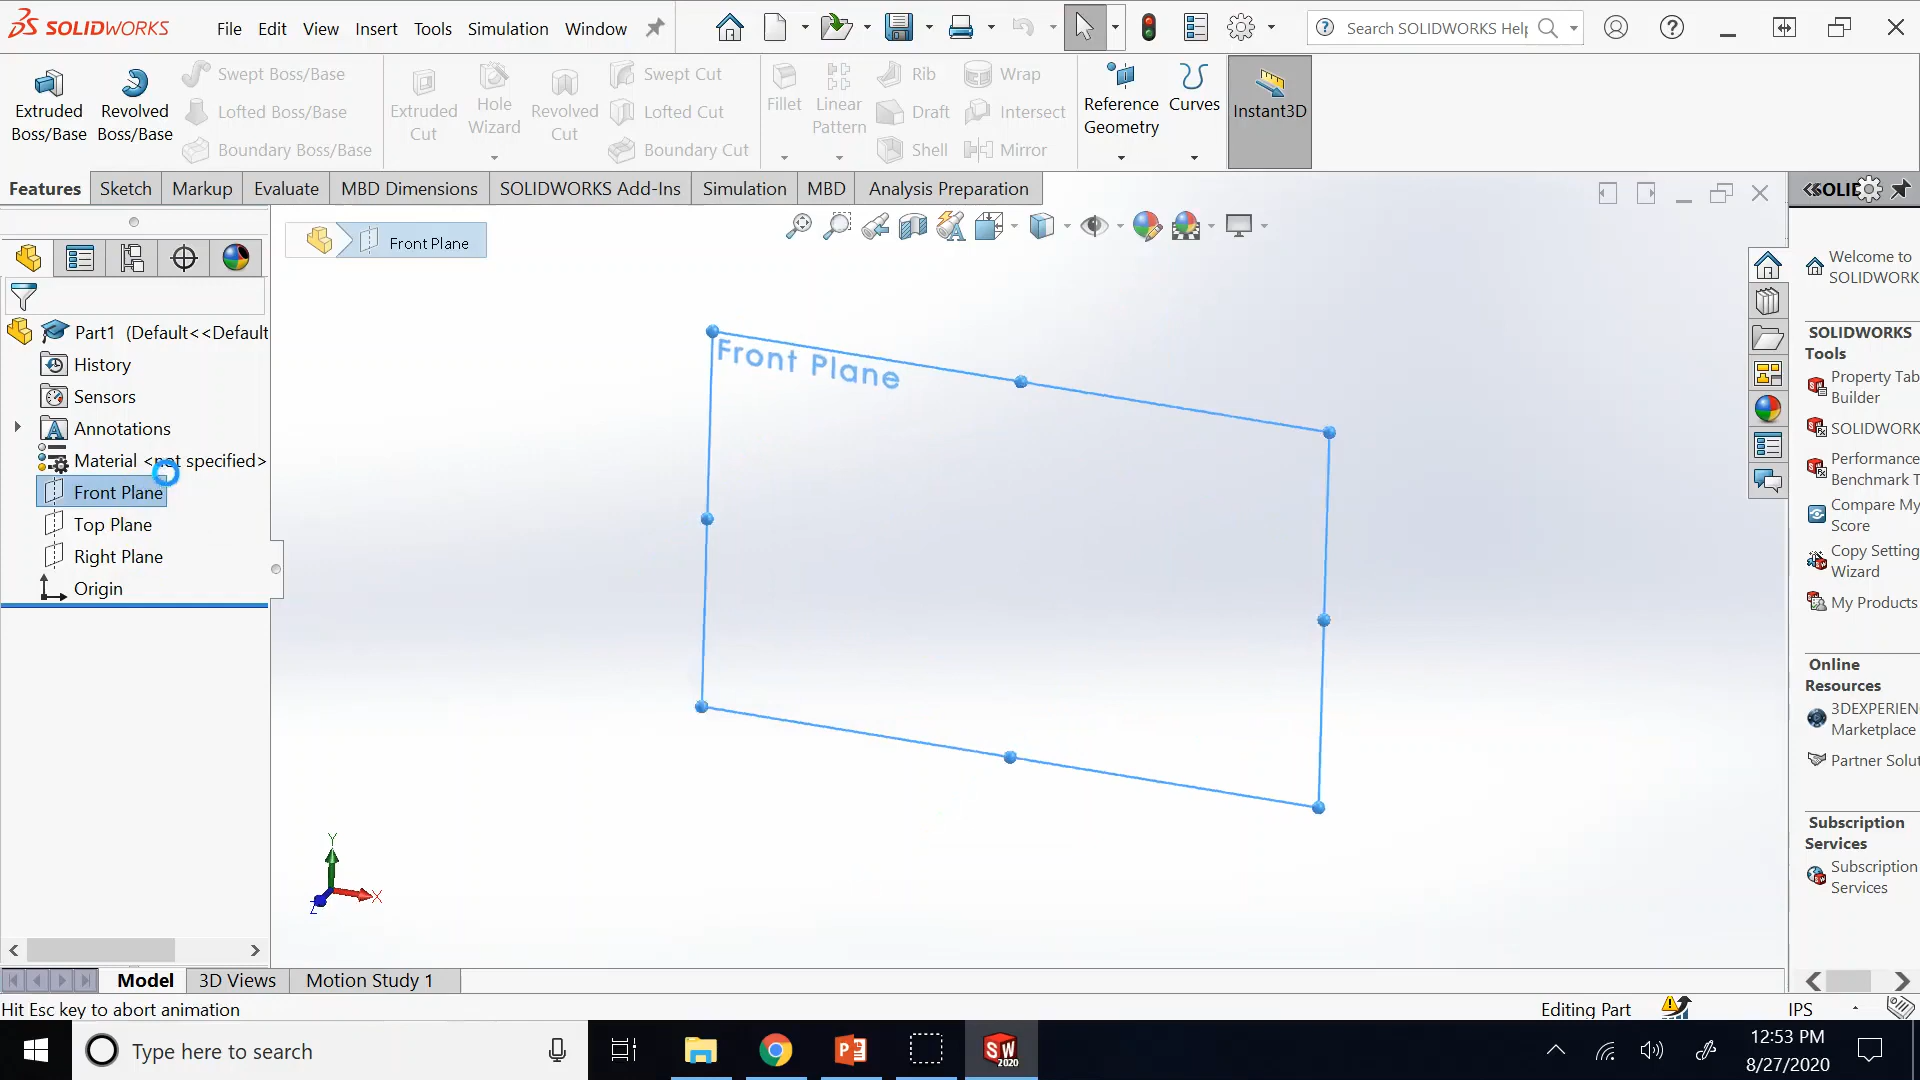 SOLIDWORKS File Edit View Insert Tools Simulation Window Search SOLIDWORKS Help
Extruded Boss/Base
Revolved Boss/Base
Swept Boss/Base
Lofted Boss/Base
Boundary Boss/Base
Extruded Cut
Hole Wizard
Revolved Cut
Swept Cut
Lofted Cut
Boundary Cut
Fillet
Linear Pattern
Rib
Draft
Shell
Wrap
Intersect
Mirror
Reference Geometry
Curves
Instant3D
Features Sketch Markup Evaluate MBD Dimensions SOLIDWORKS Add-Ins Simulation MBD Analysis Preparation
SOLID
Front Plane
Part1 (Default<<Default
History
Sensors
Annotations
Material <not specified>
Front Plane
Top Plane
Right Plane
Origin
Front Plane
Y
X
Z
Welcome to
SOLIDWORK
SOLIDWORKS
Tools
Property Tab
Builder
SOLIDWORK
Performance
Benchmark T
Compare My
Score
Copy Setting
Wizard
My Products
Online
Resources
3DEXPERIEN
Marketplace
Partner Solut
Subscription
Services
Subscription
Services
Model 3D Views Motion Study 1
Hit Esc key to abort animation
Editing Part
IPS
Type here to search
SW
2020
12:53 PM
8/27/2020